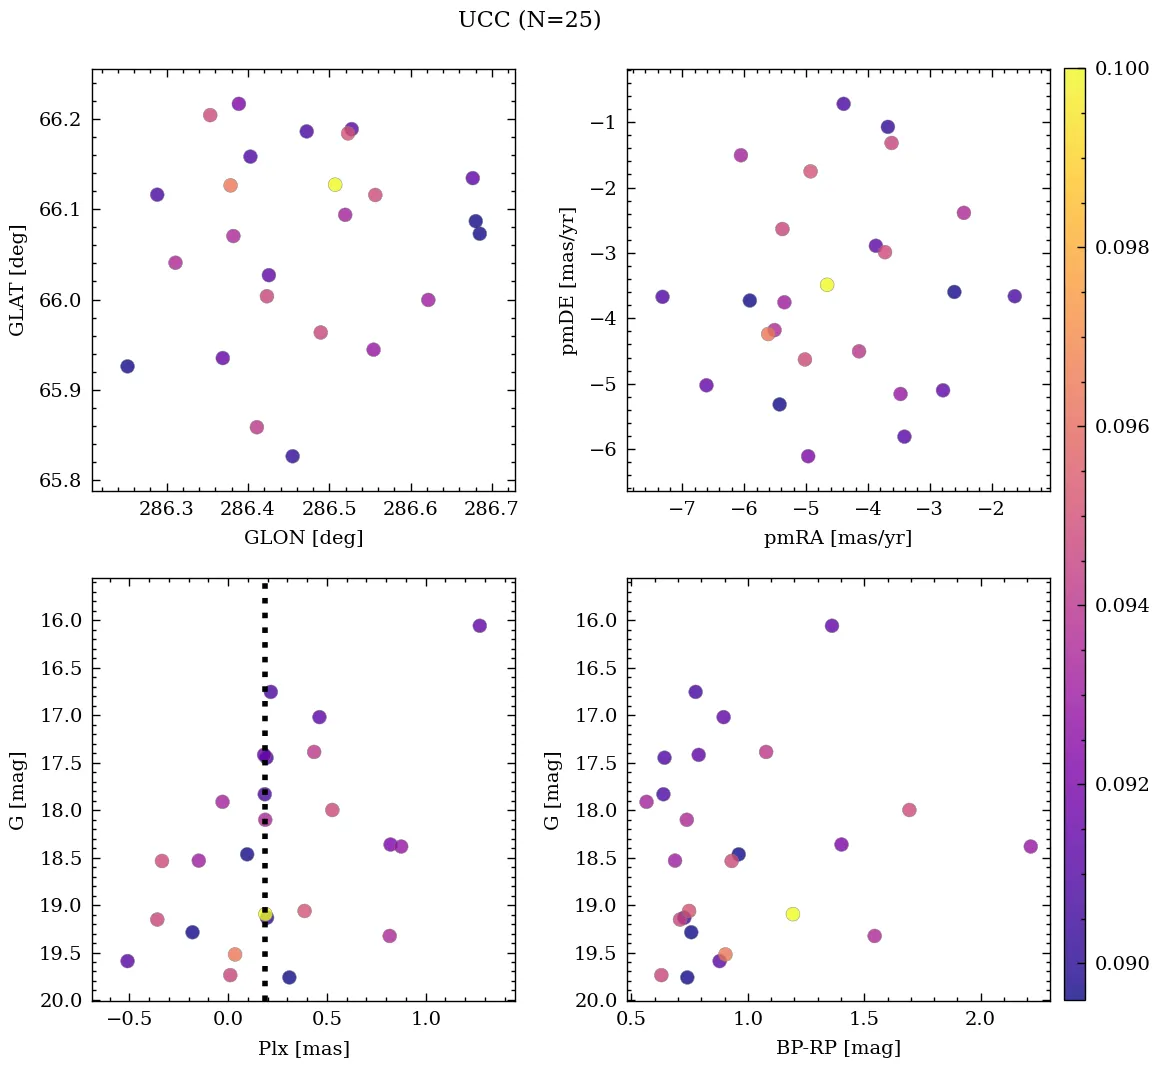 UCC (N=25)
66.2
66.1
66.0
65.9
65.8
GLAT [deg]
286.3 286.4 286.5 286.6 286.7
GLON [deg]
−1
−2
−3
−4
−5
−6
pmDE [mas/yr]
−7 −6 −5 −4 −3 −2
pmRA [mas/yr]
0.100
0.098
0.096
0.094
0.092
0.090
16.0
16.5
17.0
17.5
18.0
18.5
19.0
19.5
20.0
G [mag]
−0.5 0.0 0.5 1.0
Plx [mas]
16.0
16.5
17.0
17.5
18.0
18.5
19.0
19.5
20.0
G [mag]
0.5 1.0 1.5 2.0
BP-RP [mag]